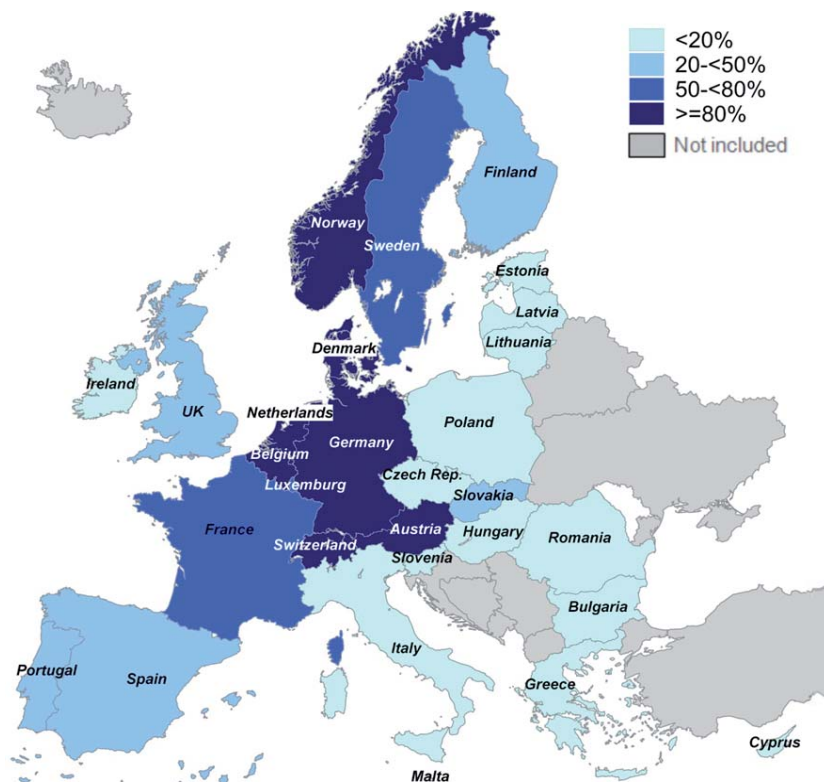 <20%
20-<50%
50-<80%
>=80%
Not included
Finland
Norway
Sweden
Estonia
Latvia
Lithuania
Denmark
Ireland
UK
Netherlands
Poland
Germany
Belgium
Czech Rep.
Luxemburg
Slovakia
France
Austria
Switzerland
Hungary
Romania
Slovenia
Bulgaria
Italy
Portugal
Spain
Greece
Cyprus
Malta